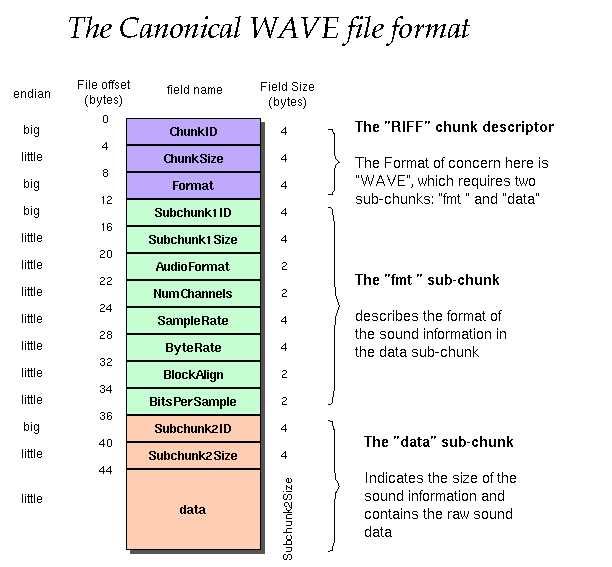 The Canonical WAVE file format
endian
File offset
(bytes)
field name
Field Size
(bytes)
0
big
ChunkID
4
4
little
ChunkSize
4
8
big
Format
4
12
big
Subchunk1ID
4
16
little
Subchunk1Size
4
20
little
AudioFormat
2
22
little
NumChannels
2
24
little
SampleRate
4
28
little
ByteRate
4
32
little
BlockAlign
2
34
little
BitsPerSample
2
36
big
Subchunk2ID
4
40
little
Subchunk2Size
4
44
little
data
Subchunk2Size
The "RIFF" chunk descriptor
The Format of concern here is
"WAVE", which requires two
sub-chunks: "fmt " and "data"
The "fmt " sub-chunk
describes the format of
the sound information in
the data sub-chunk
The "data" sub-chunk
Indicates the size of the
sound information and
contains the raw sound
data